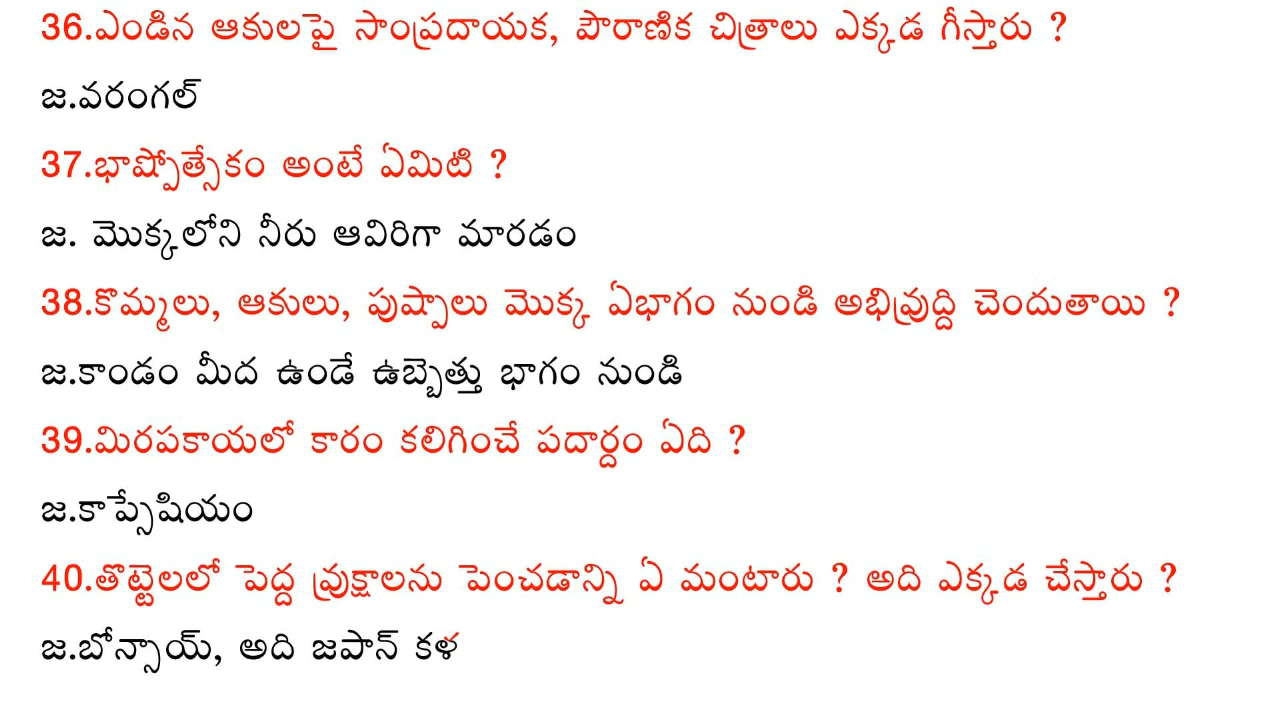 36.ఎండిన ఆకులపై సాంప్రదాయక, పౌరాణిక చిత్రాలు ఎక్కడ గీస్తారు ?
జ.వరంగల్
37.భాష్పోత్సేకం అంటే ఏమిటి ?
జ. మొక్కలోని నీరు ఆవిరిగా మారడం
38.కొమ్మలు, ఆకులు, పుష్పాలు మొక్క ఏభాగం నుండి అభివ్రుద్ది చెందుతాయి ?
జ.కాండం మీద ఉండే ఉబ్బెత్తు భాగం నుండి
39.మిరపకాయలో కారం కలిగించే పదార్దం ఏది ?
జ.కాప్సేషియం
40.తొట్టెలలో పెద్ద వ్రుక్షాలను పెంచడాన్ని ఏ మంటారు ? అది ఎక్కడ చేస్తారు ?
జ.బోన్సాయ్, అది జపాన్ కళ